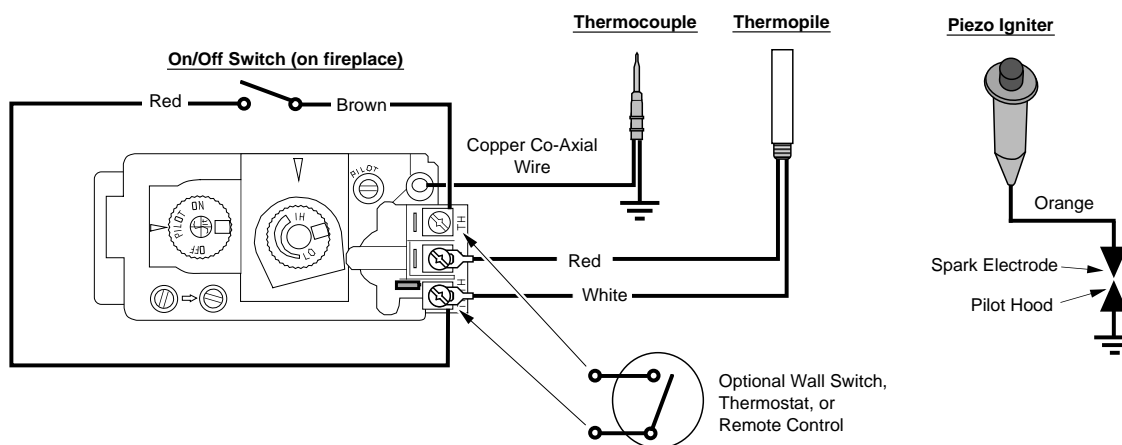 Thermocouple
Thermopile
Piezo Igniter
On/Off Switch (on fireplace)
Red
Brown
Copper Co-Axial
Wire
PILOT
TH
ON
PILOT
OFF
HI
LO
Orange
Red
White
Spark Electrode
Pilot Hood
Optional Wall Switch,
Thermostat, or
Remote Control